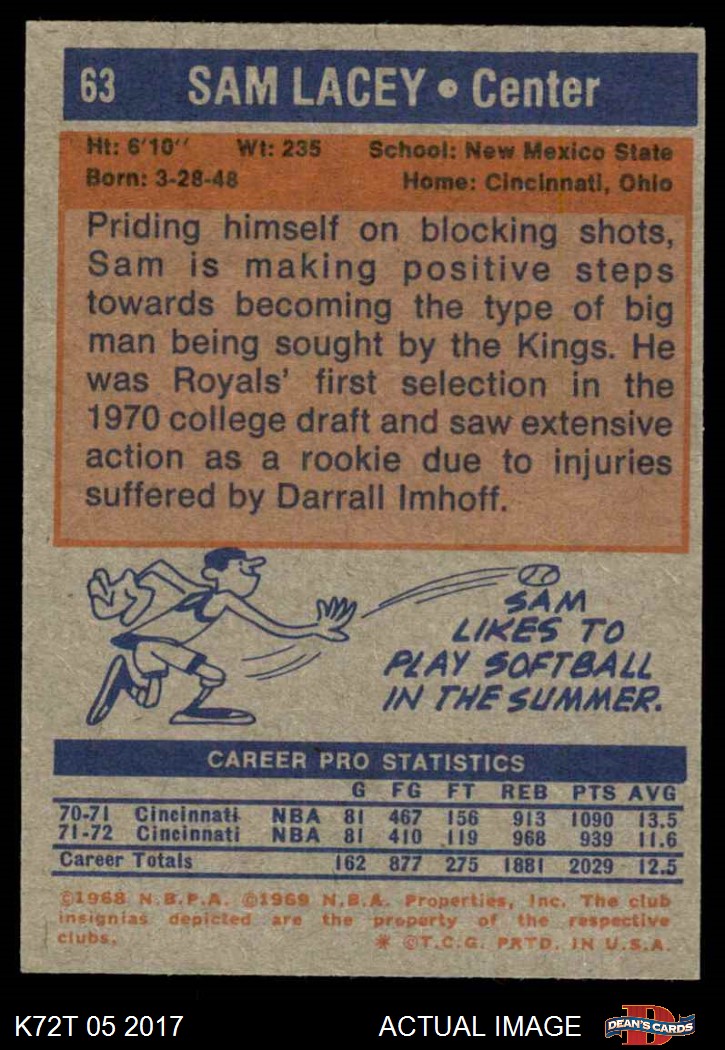 63 SAM LACEY • Center
Ht: 6'10'' Wt: 235 School: New Mexico State
Born: 3-28-48 Home: Cincinnati, Ohio
Priding himself on blocking shots,
Sam is making positive steps
towards becoming the type of big
man being sought by the Kings. He
was Royals' first selection in the
1970 college draft and saw extensive
action as a rookie due to injuries
suffered by Darrall Imhoff.
SAM
LIKES TO
PLAY SOFTBALL
IN THE SUMMER.
CAREER PRO STATISTICS
G FG FT REB PTS AVG
70-71 Cincinnati NBA 81 467 156 913 1090 13.5
71-72 Cincinnati NBA 81 410 119 968 939 11.6
Career Totals 162 877 275 1881 2029 12.5
©1968 N.B.P.A. ©1969 N.B.A. Properties, Inc. The club
insignias depicted are the property of the respective
clubs. * ©T.C.G. PRTD. IN U.S.A.
K72T 05 2017 ACTUAL IMAGE D DEAN'S CARDS